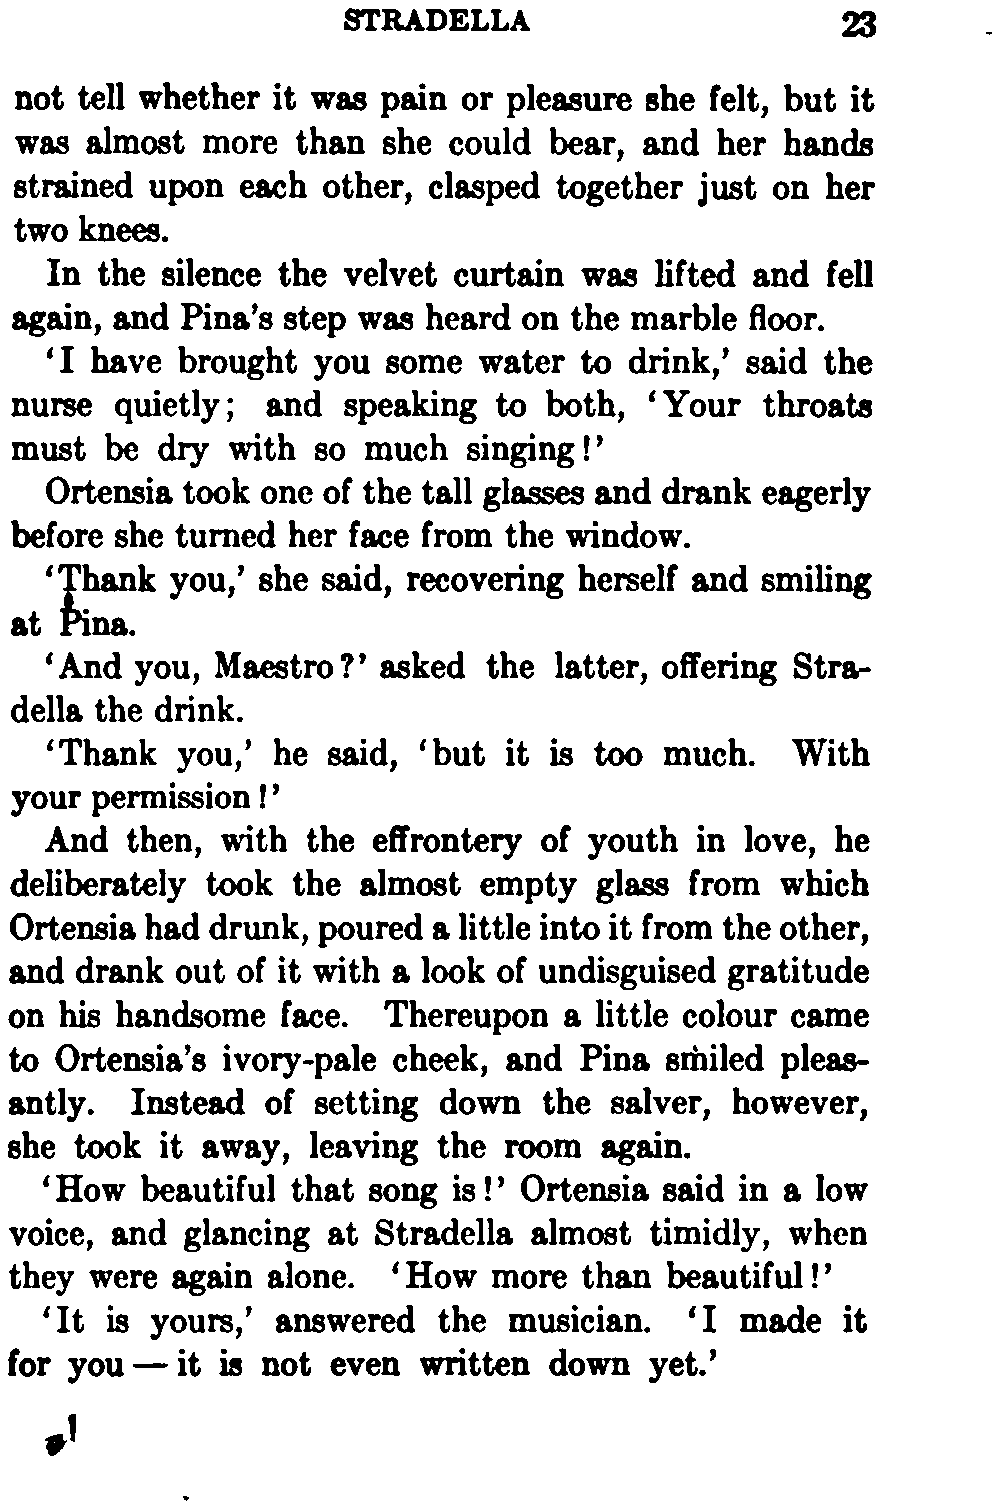 STRADELLA 23
not tell whether it was pain or pleasure she felt, but it
was almost more than she could bear, and her hands
strained upon each other, clasped together just on her
two knees.
In the silence the velvet curtain was lifted and fell
again, and Pina's step was heard on the marble floor.
‘I have brought you some water to drink,’ said the
nurse quietly; and speaking to both, ‘Your throats
must be dry with so much singing!’
Ortensia took one of the tall glasses and drank eagerly
before she turned her face from the window.
‘Thank you,’ she said, recovering herself and smiling
at Pina.
‘And you, Maestro?’ asked the latter, offering Stra-
della the drink.
‘Thank you,’ he said, ‘but it is too much. With
your permission!’
And then, with the effrontery of youth in love, he
deliberately took the almost empty glass from which
Ortensia had drunk, poured a little into it from the other,
and drank out of it with a look of undisguised gratitude
on his handsome face. Thereupon a little colour came
to Ortensia's ivory-pale cheek, and Pina smiled pleas-
antly. Instead of setting down the salver, however,
she took it away, leaving the room again.
‘How beautiful that song is!’ Ortensia said in a low
voice, and glancing at Stradella almost timidly, when
they were again alone. ‘How more than beautiful!’
‘It is yours,’ answered the musician. ‘I made it
for you — it is not even written down yet.’